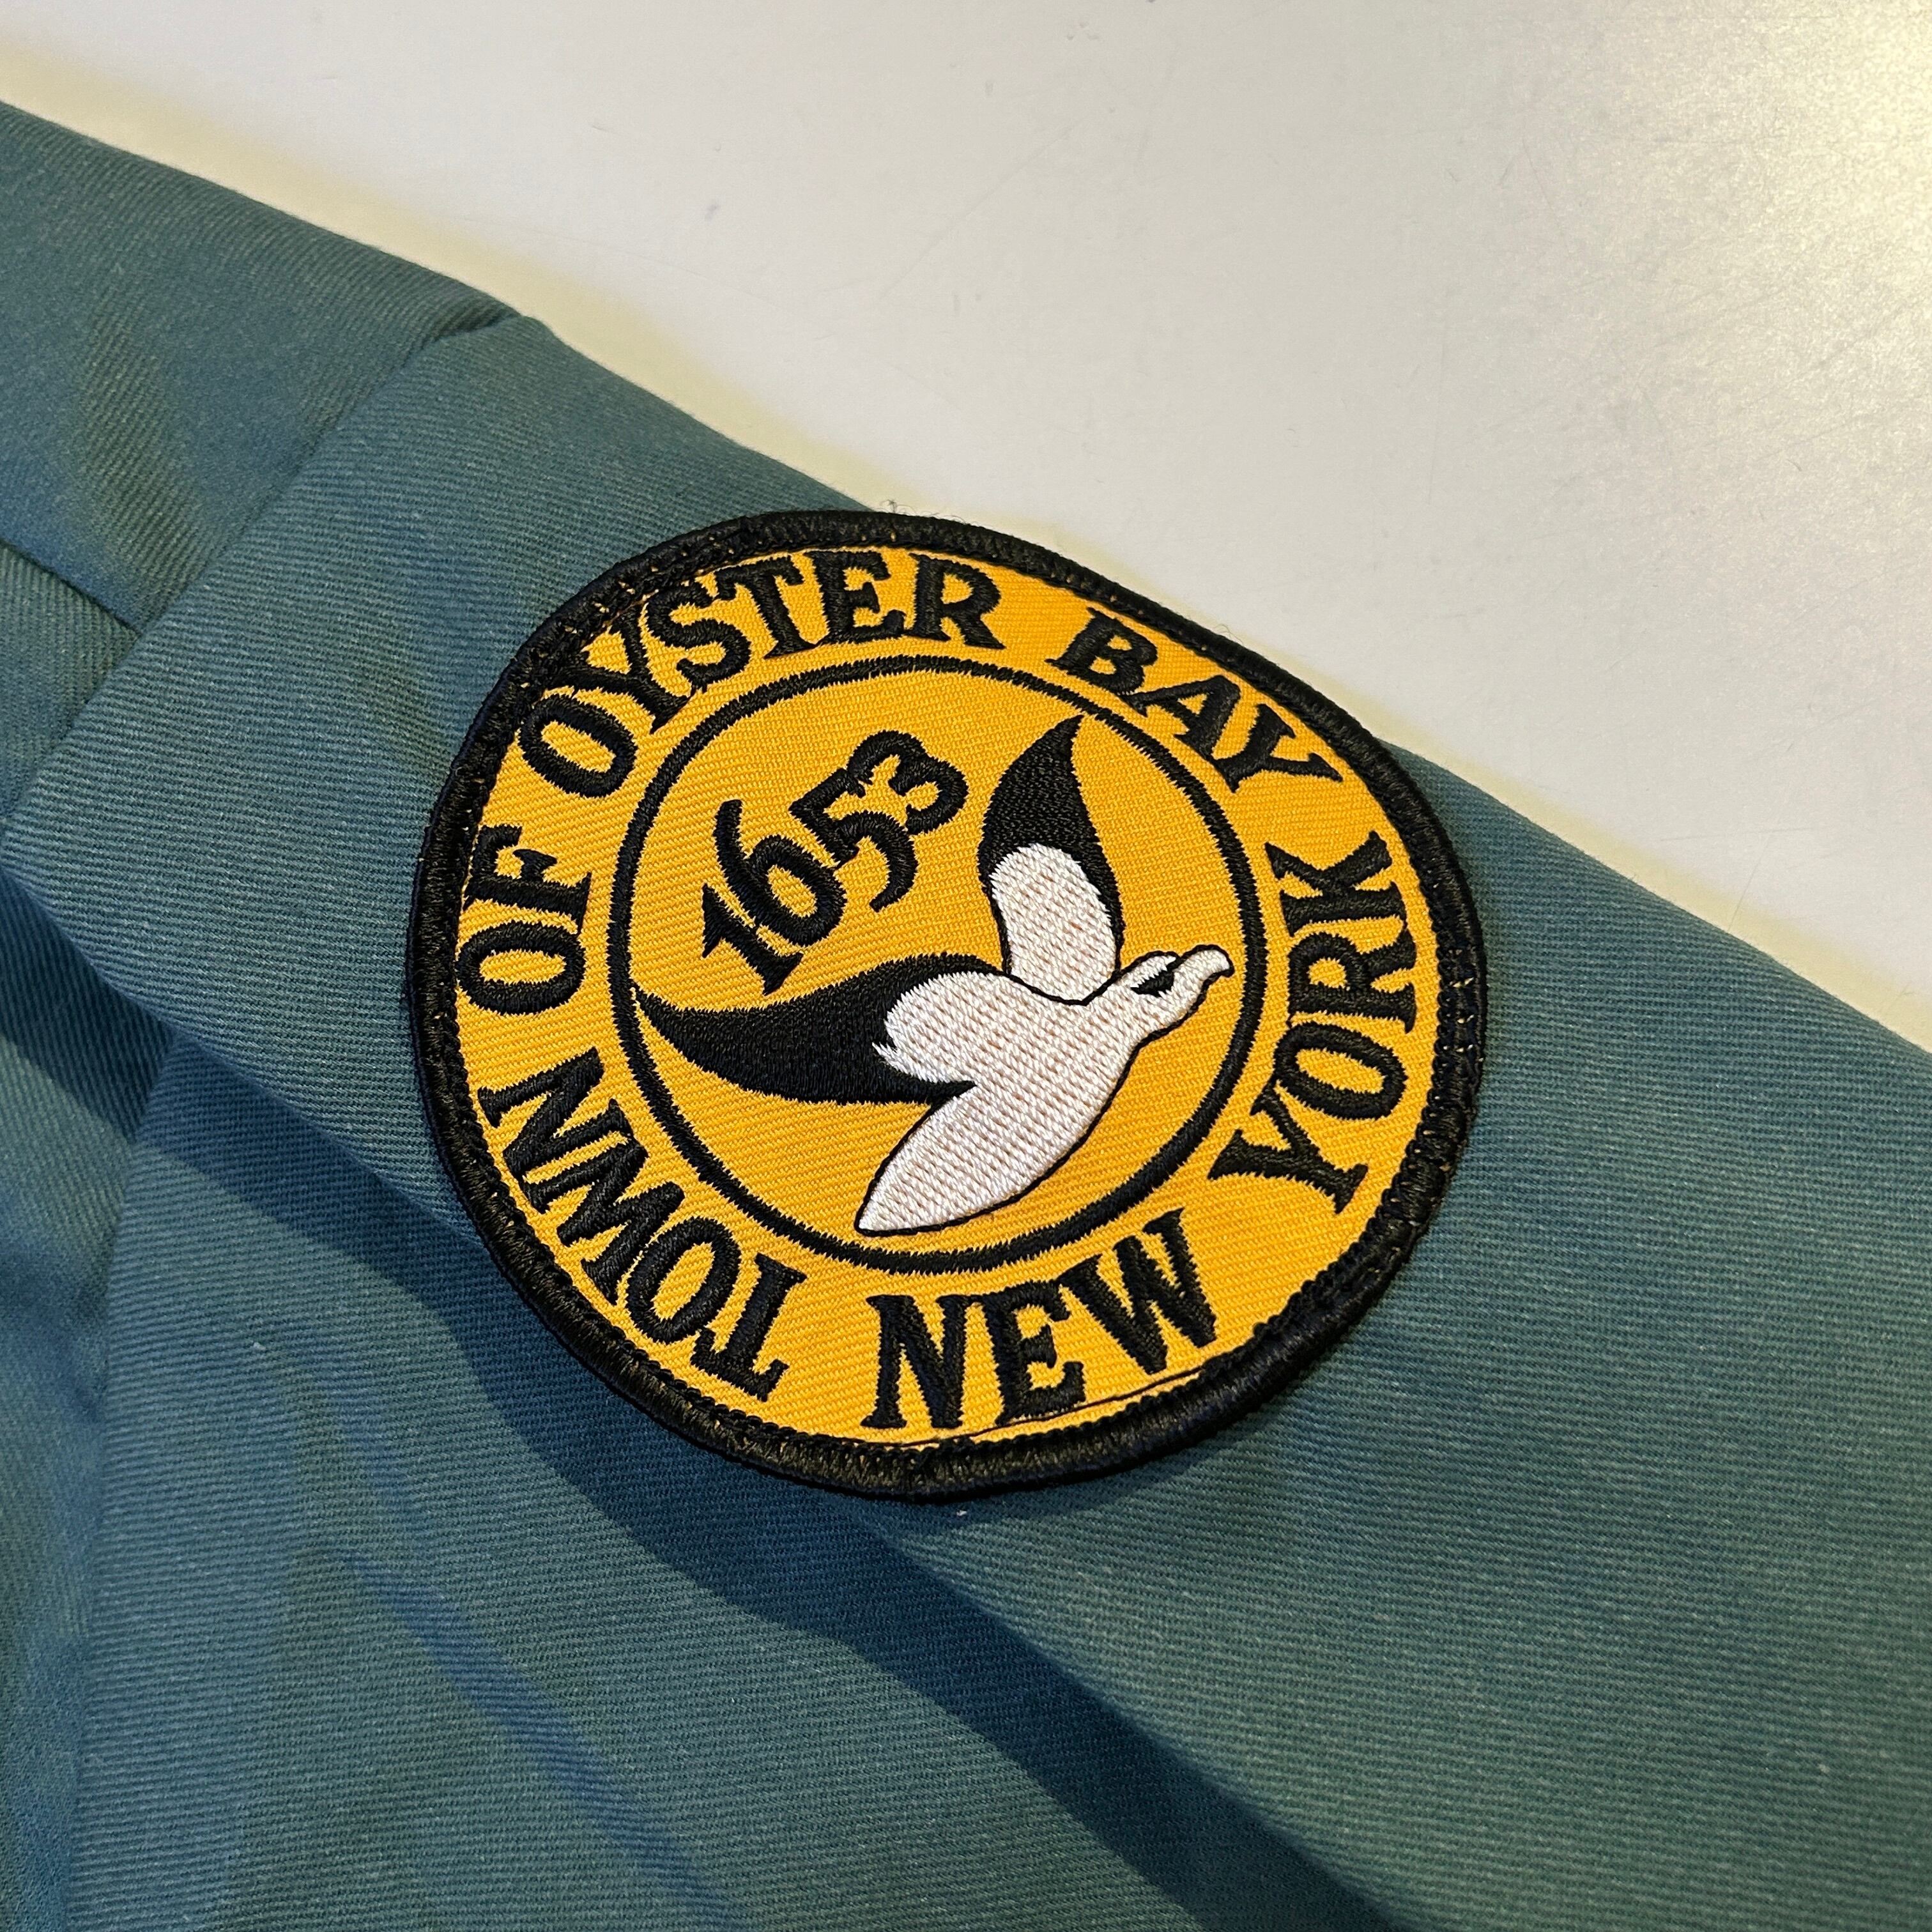 TOWN OF OYSTER BAY
NEW YORK
1653